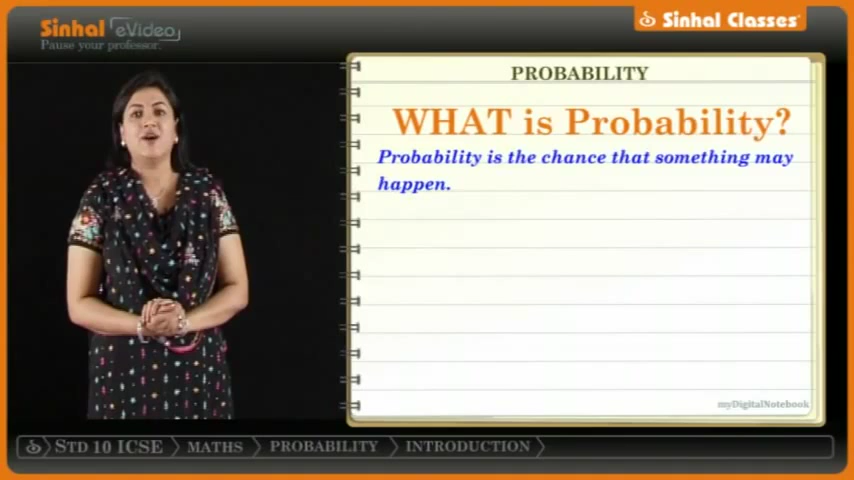 Sinhal eVideo
Pause your professor.
Sinhal Classes
PROBABILITY
WHAT is Probability?
Probability is the chance that something may
happen.
myDigitalNotebook
STD 10 ICSE
MATHS
PROBABILITY
INTRODUCTION